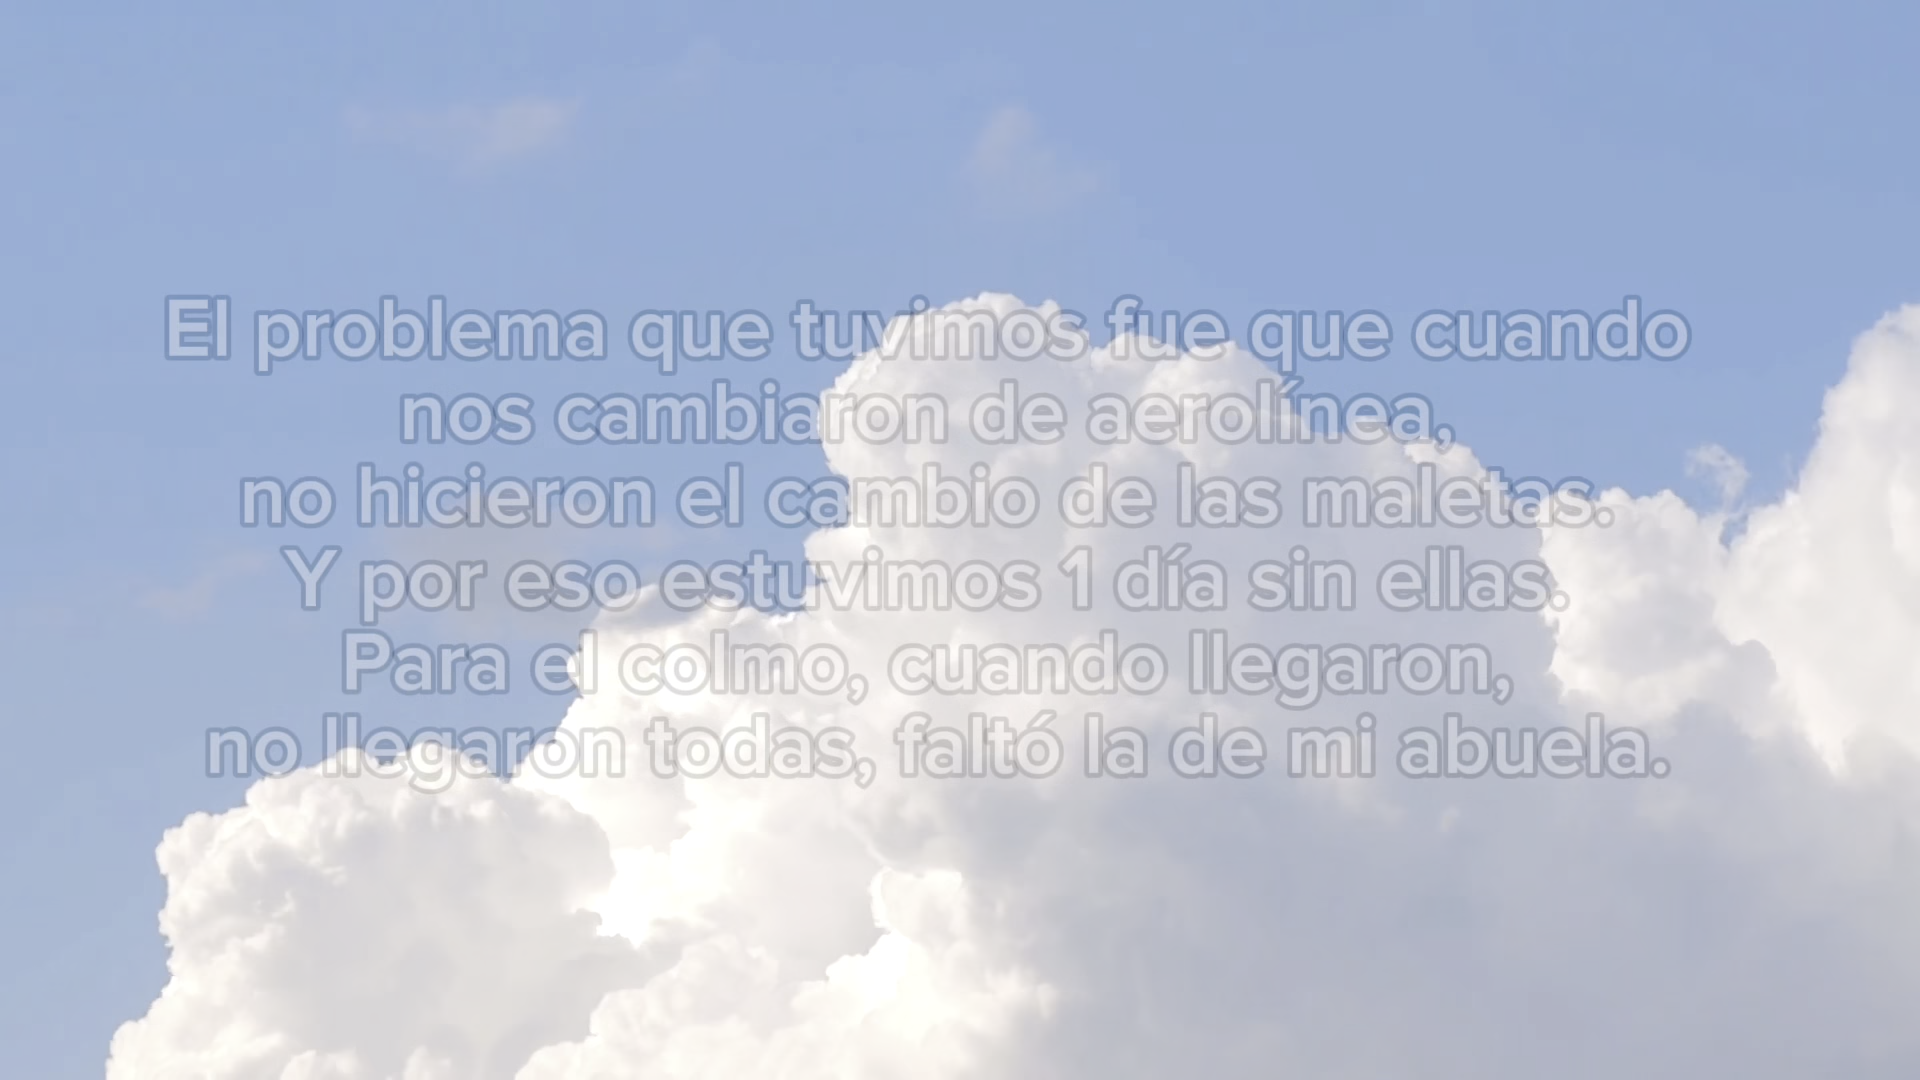 El problema que tuvimos fue que cuando
nos cambiaron de aerolínea,
no hicieron el cambio de las maletas.
Y por eso estuvimos 1 día sin ellas.
Para el colmo, cuando llegaron,
no llegaron todas, faltó la de mi abuela.